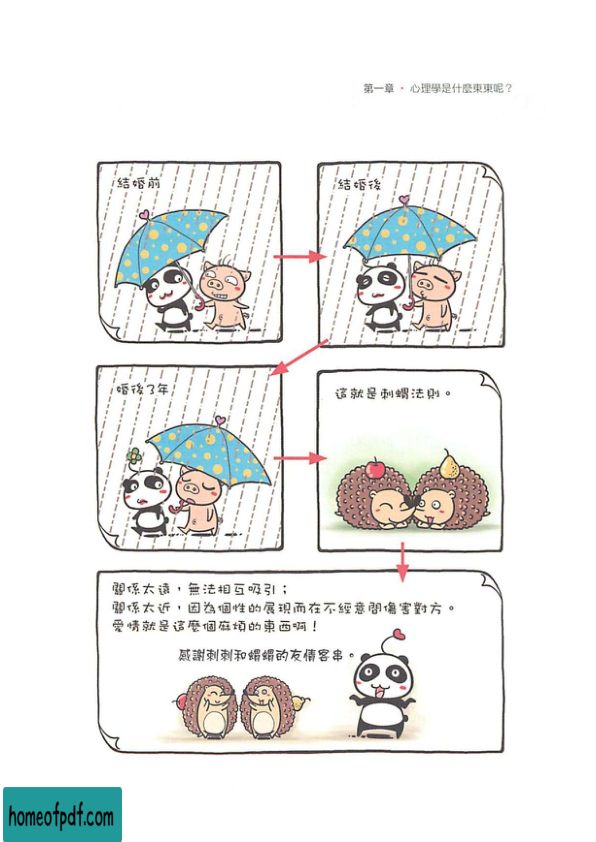 第一章 • 心理學是什麼東東呢？
結婚前
結婚後
婚後了年
這就是刺蝟法則。
關係太遠，無法相互吸引；
關係太近，因為個性的展現而在不經意間傷害對方。
愛情就是這麼個麻煩的東西啊！
感謝刺刺和蝟蝟的友情客串。
homeofpdf.com